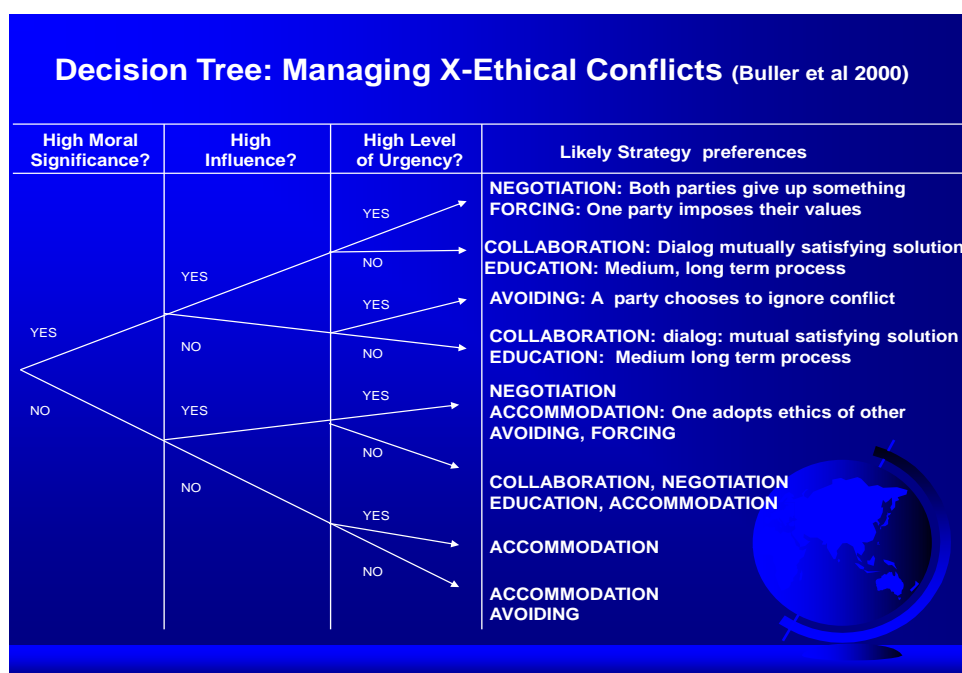 Decision Tree: Managing X-Ethical Conflicts (Buller et al 2000)
High Moral
Significance?
High
Influence?
High Level
of Urgency?
Likely Strategy preferences
YES
NO
YES
NO
YES
NO
YES
NO
YES
NO
YES
NO
YES
NO
NEGOTIATION: Both parties give up something
FORCING: One party imposes their values
COLLABORATION: Dialog mutually satisfying solution
EDUCATION: Medium, long term process
AVOIDING: A party chooses to ignore conflict
COLLABORATION: dialog: mutual satisfying solution
EDUCATION: Medium long term process
NEGOTIATION
ACCOMMODATION: One adopts ethics of other
AVOIDING, FORCING
COLLABORATION, NEGOTIATION
EDUCATION, ACCOMMODATION
ACCOMMODATION
ACCOMMODATION
AVOIDING